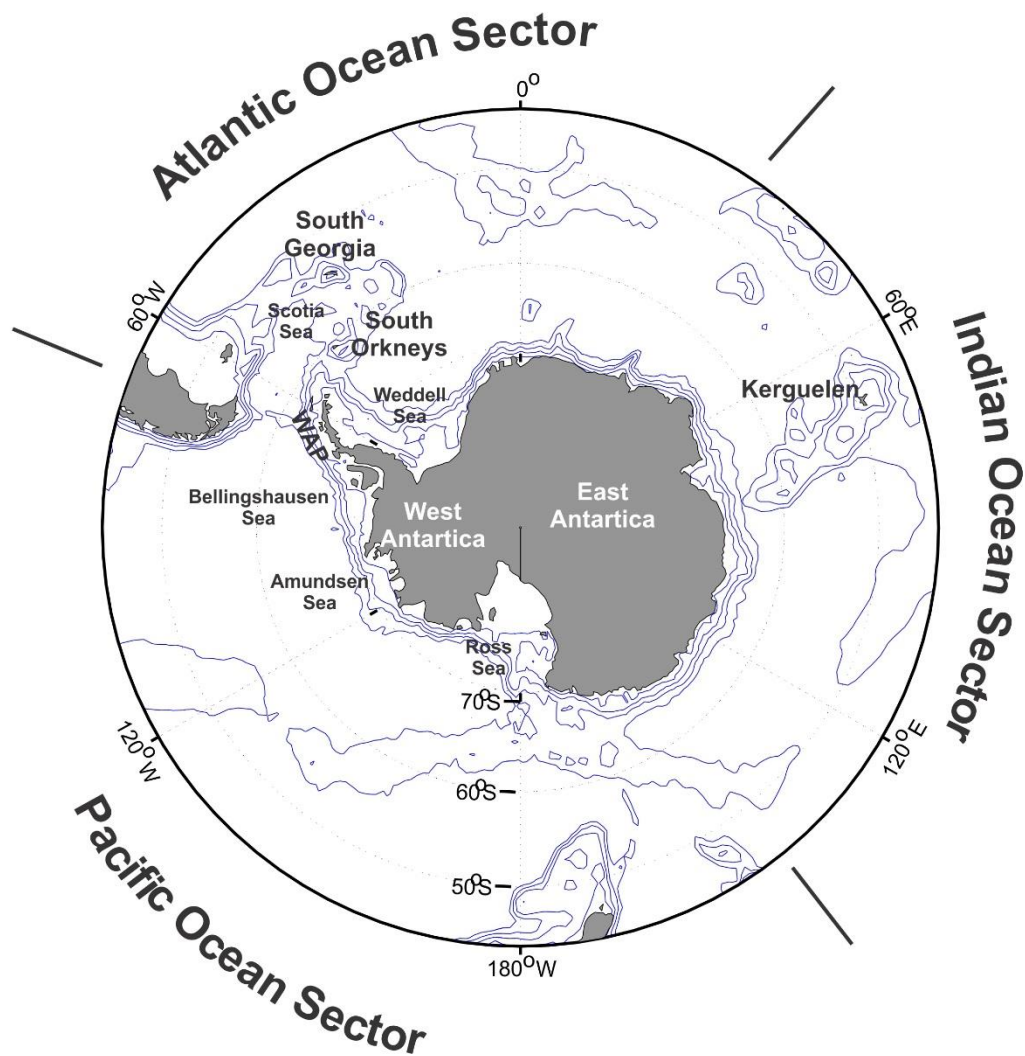 Atlantic Ocean Sector
0°
South
Georgia
60°W
Scotia
Sea
South
Orkneys
60°E
Weddell
Sea
Kerguelen
WAP
Indian Ocean Sector
Bellingshausen
Sea
West
Antartica
East
Antartica
Amundsen
Sea
Ross
Sea
70°S
120°W
120°E
60°S
Pacific Ocean Sector
50°S
180°W